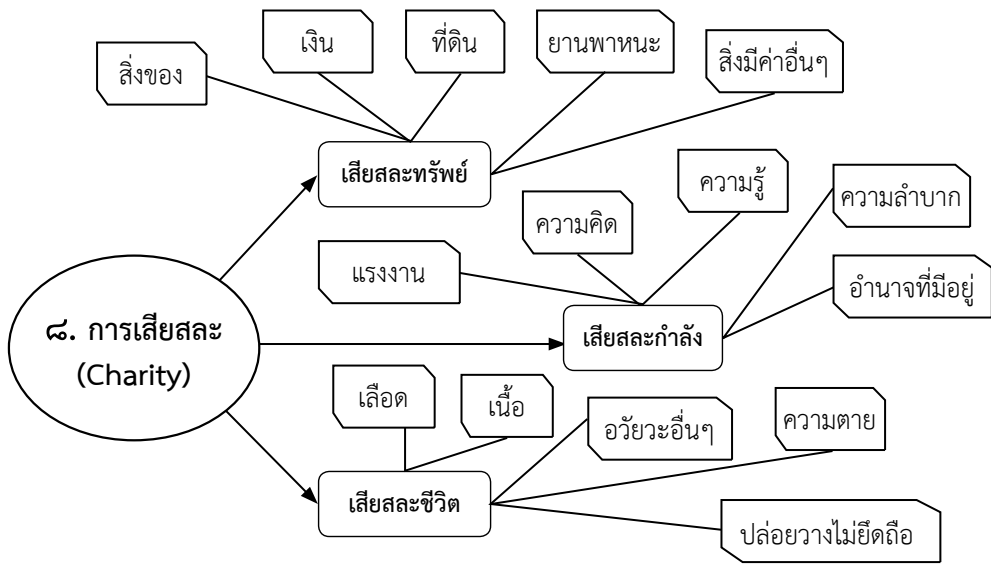 เงิน
ที่ดิน
ยานพาหนะ
สิ่งของ
สิ่งมีค่าอื่นๆ
เสียสละทรัพย์
ความรู้
ความลำบาก
ความคิด
แรงงาน
อำนาจที่มีอยู่
๘. การเสียสละ
(Charity)
เสียสละกำลัง
เลือด
เนื้อ
อวัยวะอื่นๆ
ความตาย
เสียสละชีวิต
ปล่อยวางไม่ยึดถือ